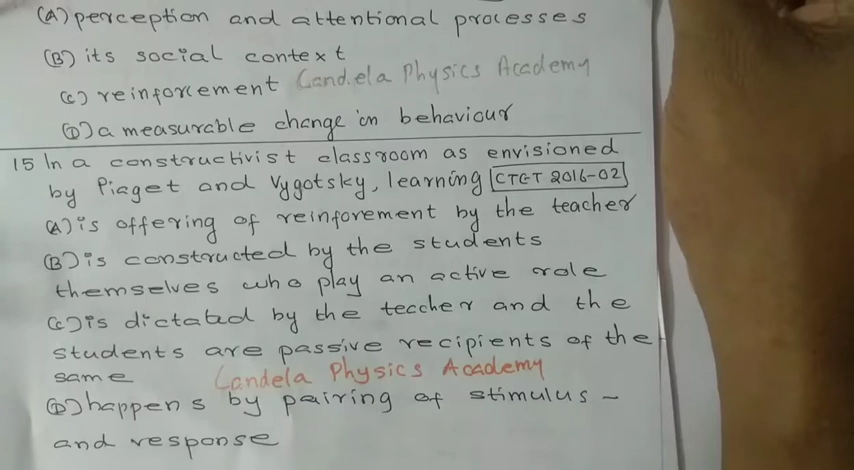 (A) perception and attentional processes
(B) its social context
(C) reinforcement Candela Physics Academy
(D) a measurable change in behaviour
15 In a constructivist classroom as envisioned
by Piaget and Vygotsky, learning CTET 2016-02
(A) is offering of reinforement by the teacher
(B) is constructed by the students
themselves who play an active role
(C) is dictated by the teccher and the
students are passive recipients of the
same Candela Physics Academy
(D) happens by pairing of stimulus -
and response